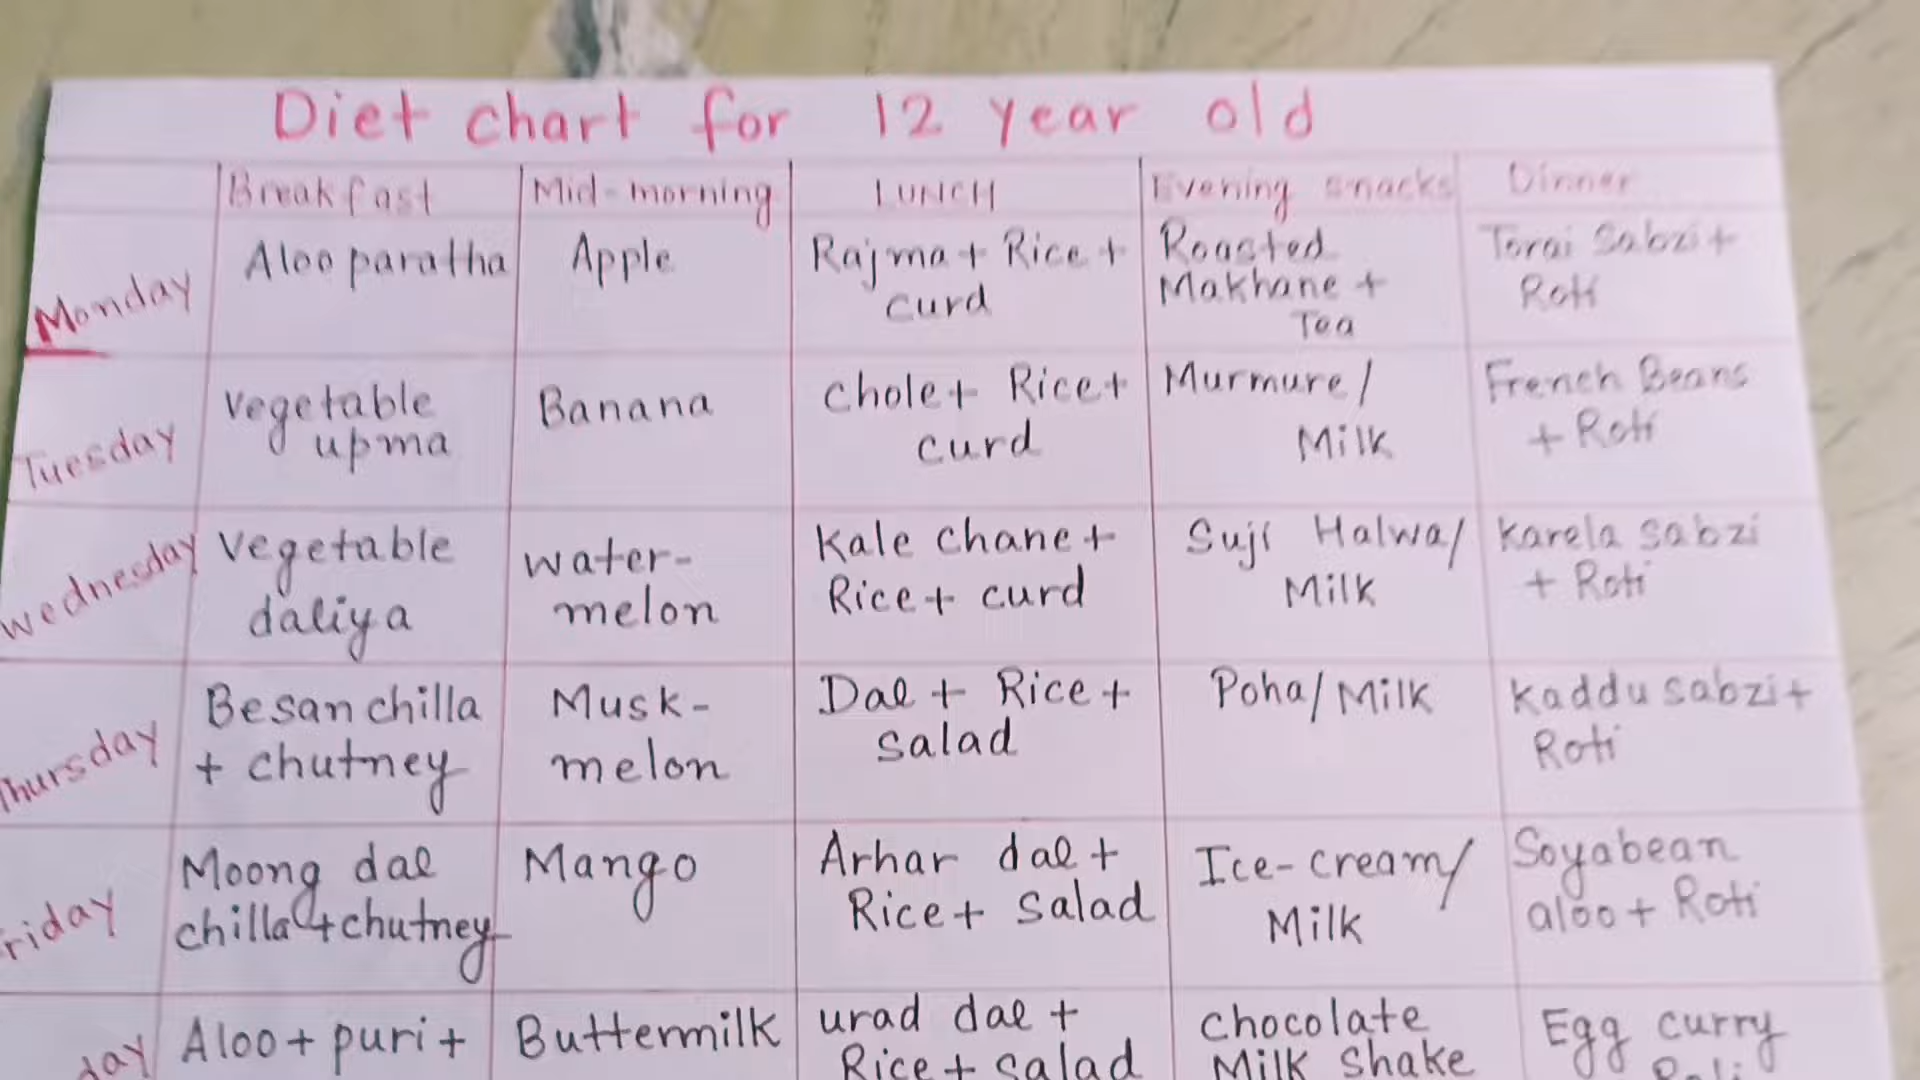 Diet chart for 12 year old
Breakfast Mid-morning LUNCH Evening snacks Dinner
Monday
Aloo paratha
Apple
Rajma + Rice +
curd
Roasted
Makhane +
Tea
Torai Sabzi +
Roti
Tuesday
Vegetable
upma
Banana
chole + Rice +
curd
Murmure /
Milk
French Beans
+ Roti
Wednesday
Vegetable
daliya
water-
melon
Kale chane +
Rice + curd
Suji Halwa /
Milk
Karela sabzi
+ Roti
Thursday
Besan chilla
+ chutney
Musk-
melon
Dal + Rice +
salad
Poha / Milk
Kaddu sabzi +
Roti
riday
Moong dal
chilla + chutney
Mango
Arhar dal +
Rice + salad
Ice-cream /
Milk
Soyabean
aloo + Roti
day
Aloo + puri +
Buttermilk
urad dal +
Rice + salad
chocolate
Milk shake
Egg curry